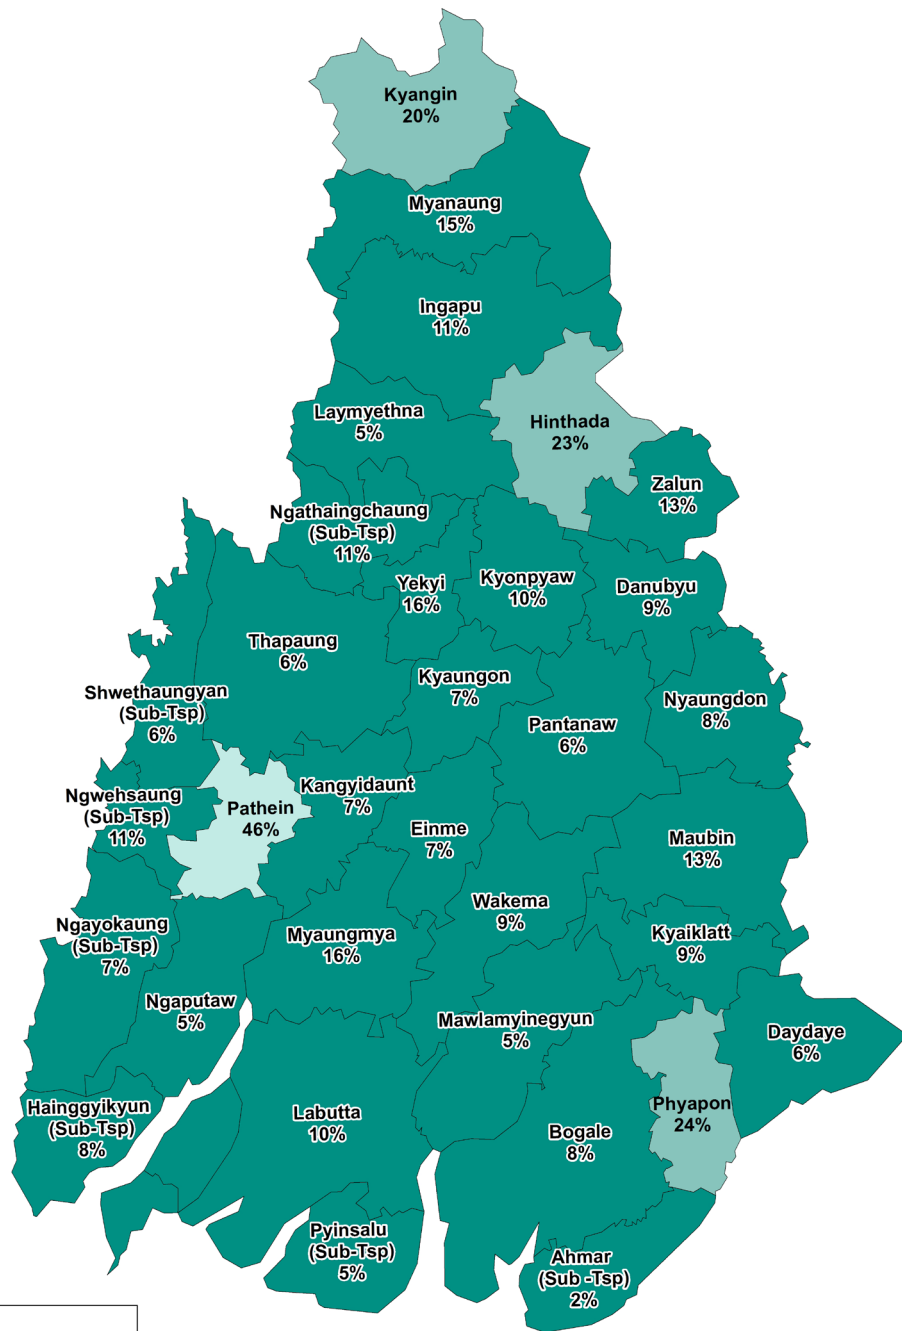 Kyangin
20%
Myanaung
15%
Ingapu
11%
Laymyethna
5%
Hinthada
23%
Zalun
13%
Ngathaingchaung
(Sub-Tsp)
11%
Yekyi
16%
Kyonpyaw
10%
Danubyu
9%
Thapaung
6%
Kyaungon
7%
Shwethaungyan
(Sub-Tsp)
6%
Pantanaw
6%
Nyaungdon
8%
Ngwehsaung
(Sub-Tsp)
11%
Pathein
46%
Kangyidaunt
7%
Einme
7%
Maubin
13%
Wakema
9%
Ngayokaung
(Sub-Tsp)
7%
Myaungmya
16%
Kyaiklatt
9%
Ngaputaw
5%
Mawlamyinegyun
5%
Daydaye
6%
Hainggyikyun
(Sub-Tsp)
8%
Labutta
10%
Bogale
8%
Phyapon
24%
Pyinsalu
(Sub-Tsp)
5%
Ahmar
(Sub -Tsp)
2%